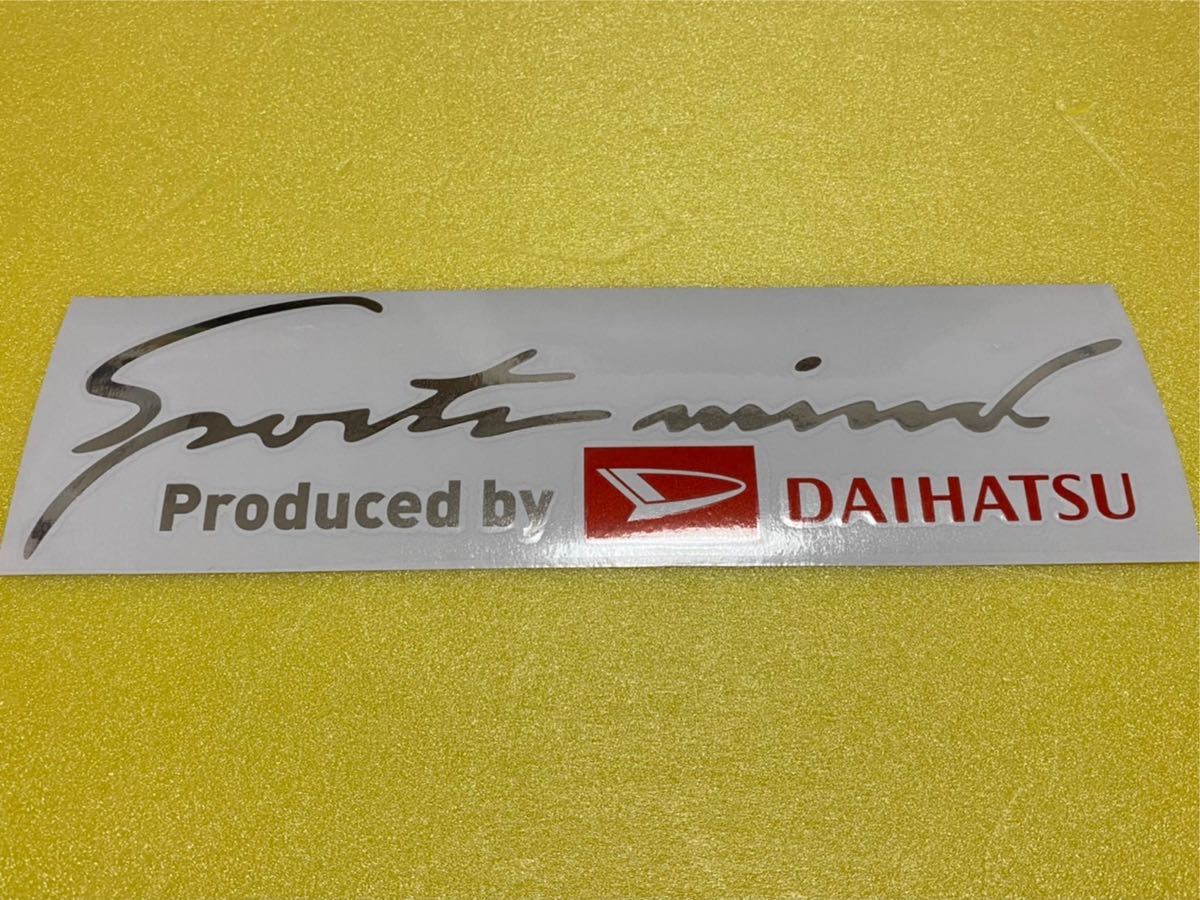 Sports mind
Produced by DAIHATSU